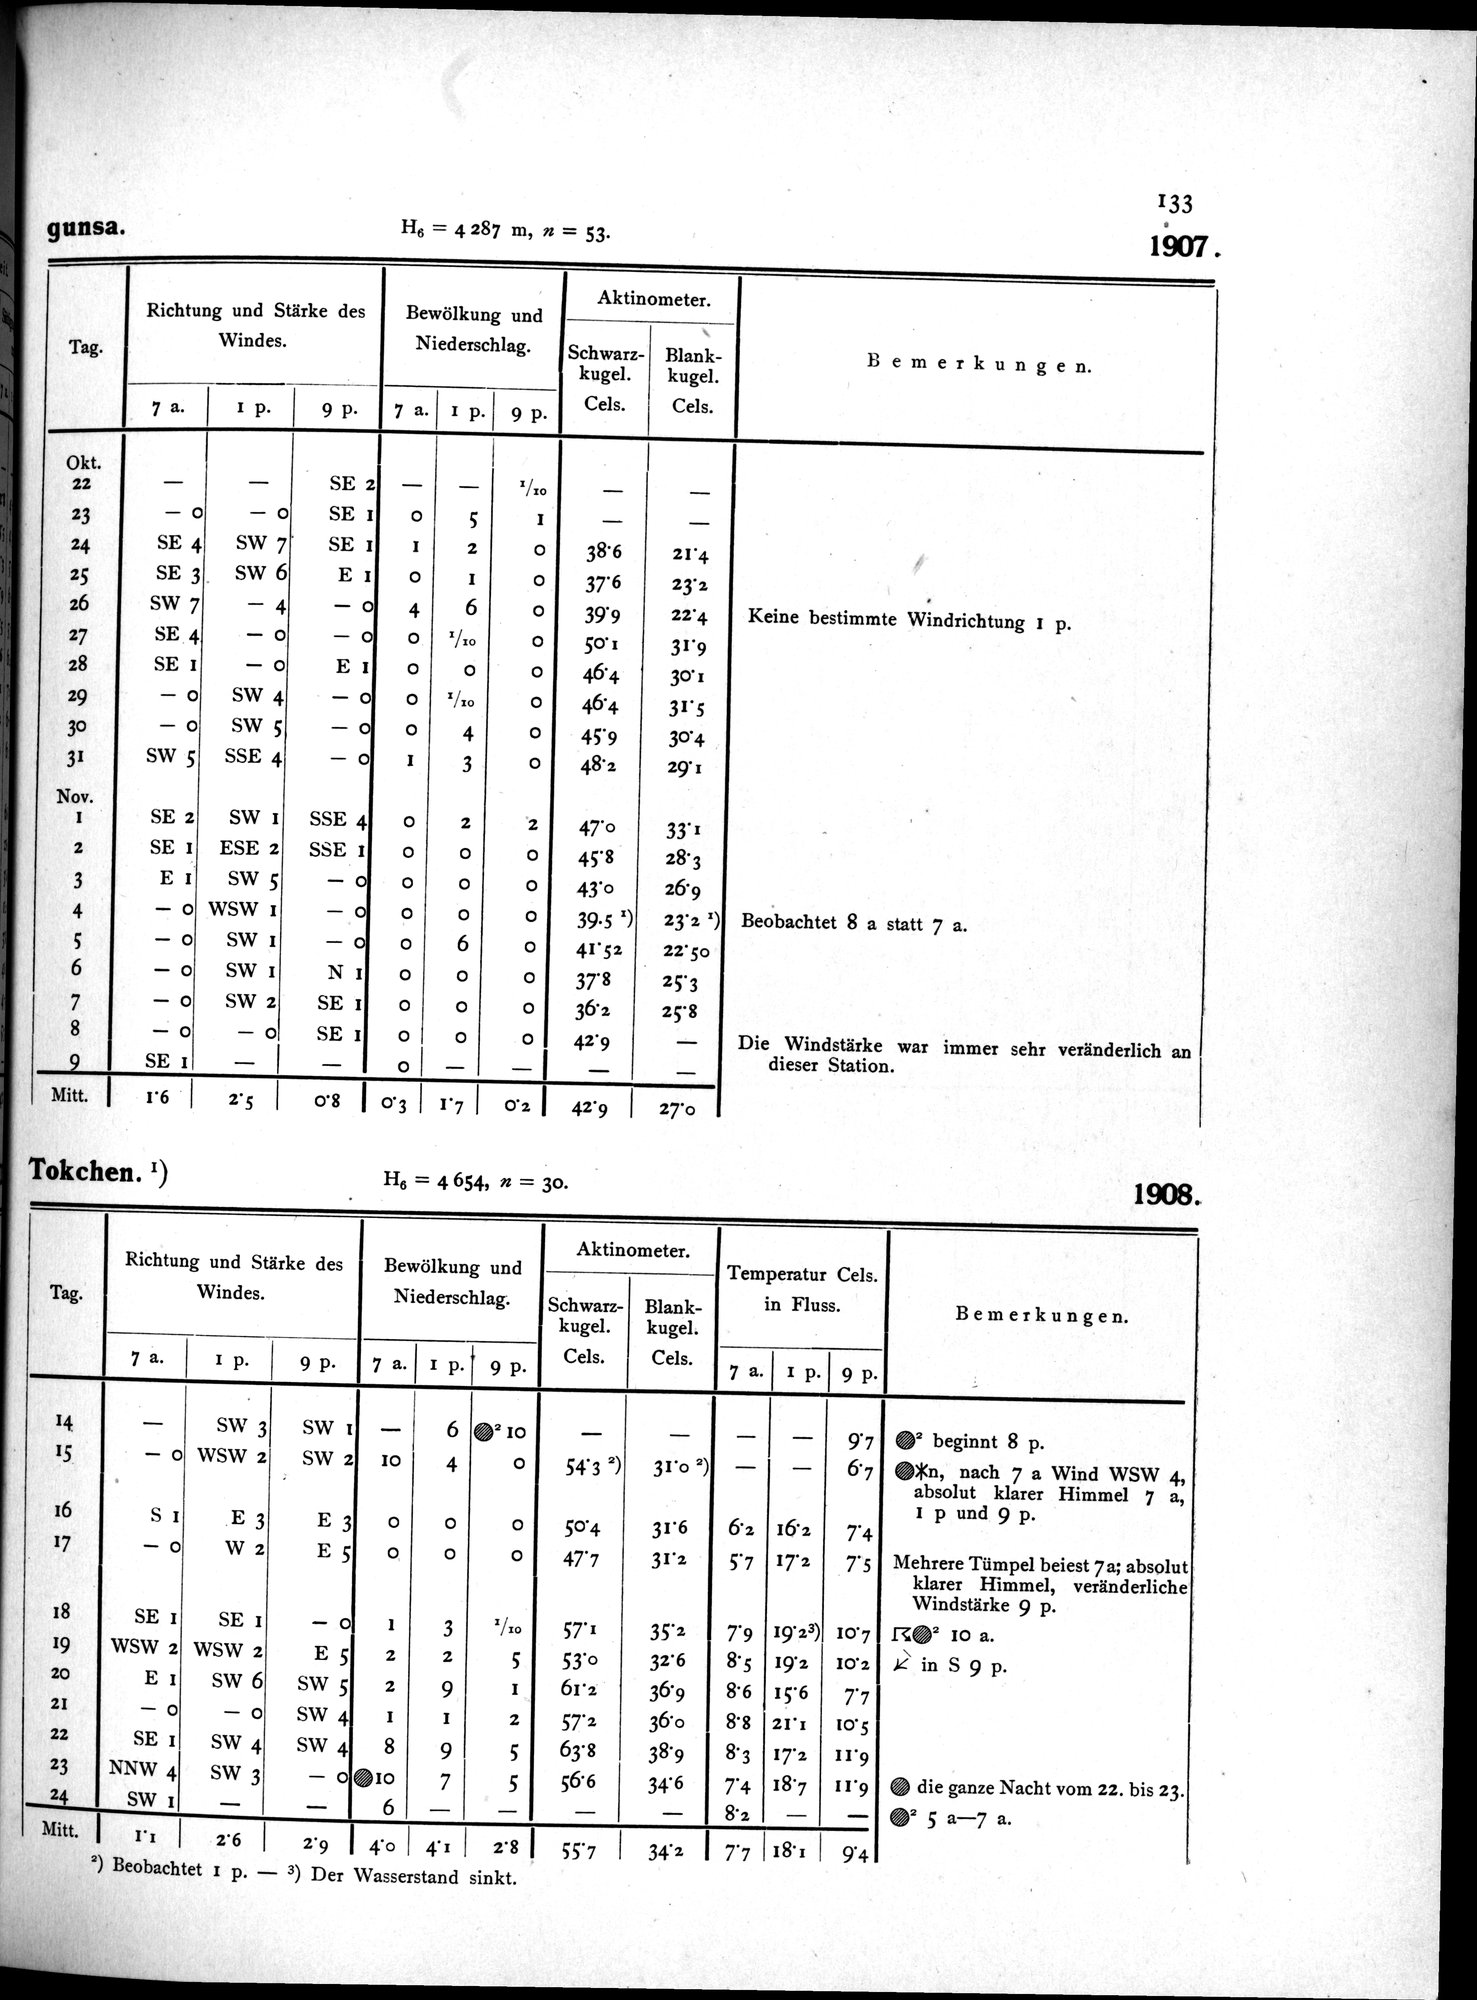 133
gunsa. H₆ = 4 287 m, n = 53. 1907.
Tag. Richtung und Stärke des Windes. Bewölkung und Niederschlag. Aktinometer. Bemerkungen.
Schwarzkugel. Cels. Blankkugel. Cels.
7 a. 1 p. 9 p. 7 a. 1 p. 9 p.
Okt.
22 — — SE 2 — — 1/10 — —
23 — 0 — 0 SE 1 0 5 1 — —
24 SE 4 SW 7 SE 1 1 2 0 38·6 21·4
25 SE 3 SW 6 E 1 0 1 0 37·6 23·2
26 SW 7 — 4 — 0 4 6 0 39·9 22·4 Keine bestimmte Windrichtung 1 p.
27 SE 4 — 0 — 0 0 1/10 0 50·1 31·9
28 SE 1 — 0 E 1 0 0 0 46·4 30·1
29 — 0 SW 4 — 0 0 1/10 0 46·4 31·5
30 — 0 SW 5 — 0 0 4 0 45·9 30·4
31 SW 5 SSE 4 — 0 1 3 0 48·2 29·1
Nov.
1 SE 2 SW 1 SSE 4 0 2 2 47·0 33·1
2 SE 1 ESE 2 SSE 1 0 0 0 45·8 28·3
3 E 1 SW 5 — 0 0 0 0 43·0 26·9
4 — 0 WSW 1 — 0 0 0 0 39.5 ¹) 23·2 ¹) Beobachtet 8 a statt 7 a.
5 — 0 SW 1 — 0 0 6 0 41·52 22·50
6 — 0 SW 1 N 1 0 0 0 37·8 25·3
7 — 0 SW 2 SE 1 0 0 0 36·2 25·8
8 — 0 — 0 SE 1 0 0 0 42·9 — Die Windstärke war immer sehr veränderlich an
9 SE 1 — — 0 — — — — dieser Station.
Mitt. 1·6 2·5 0·8 0·3 1·7 0·2 42·9 27·0
Tokchen. ¹) H₆ = 4 654, n = 30. 1908.
Tag. Richtung und Stärke des Windes. Bewölkung und Niederschlag. Aktinometer. Temperatur Cels. in Fluss. Bemerkungen.
Schwarzkugel. Cels. Blankkugel. Cels.
7 a. 1 p. 9 p. 7 a. 1 p. 9 p. 7 a. 1 p. 9 p.
14 — SW 3 SW 1 — 6 ² 10 — — — — 9·7 ² beginnt 8 p.
15 — 0 WSW 2 SW 2 10 4 0 54·3 ²) 31·0 ²) — — 6·7 n, nach 7 a Wind WSW 4,
absolut klarer Himmel 7 a,
1 p und 9 p.
16 S 1 E 3 E 3 0 0 0 50·4 31·6 6·2 16·2 7·4
17 — 0 W 2 E 5 0 0 0 47·7 31·2 5·7 17·2 7·5 Mehrere Tümpel beiest 7 a; absolut
klarer Himmel, veränderliche
Windstärke 9 p.
18 SE 1 SE 1 — 0 1 3 1/10 57·1 35·2 7·9 19·2³) 10·7 ² 10 a.
19 WSW 2 WSW 2 E 5 2 2 5 53·0 32·6 8·5 19·2 10·2 in S 9 p.
20 E 1 SW 6 SW 5 2 9 1 61·2 36·9 8·6 15·6 7·7
21 — 0 — 0 SW 4 1 1 2 57·2 36·0 8·8 21·1 10·5
22 SE 1 SW 4 SW 4 8 9 5 63·8 38·9 8·3 17·2 11·9
23 NNW 4 SW 3 — 0 10 7 5 56·6 34·6 7·4 18·7 11·9 die ganze Nacht vom 22. bis 23.
24 SW 1 — — 6 — — — — 8·2 — — ² 5 a—7 a.
Mitt. 1·1 2·6 2·9 4·0 4·1 2·8 55·7 34·2 7·7 18·1 9·4
²) Beobachtet 1 p. — ³) Der Wasserstand sinkt.